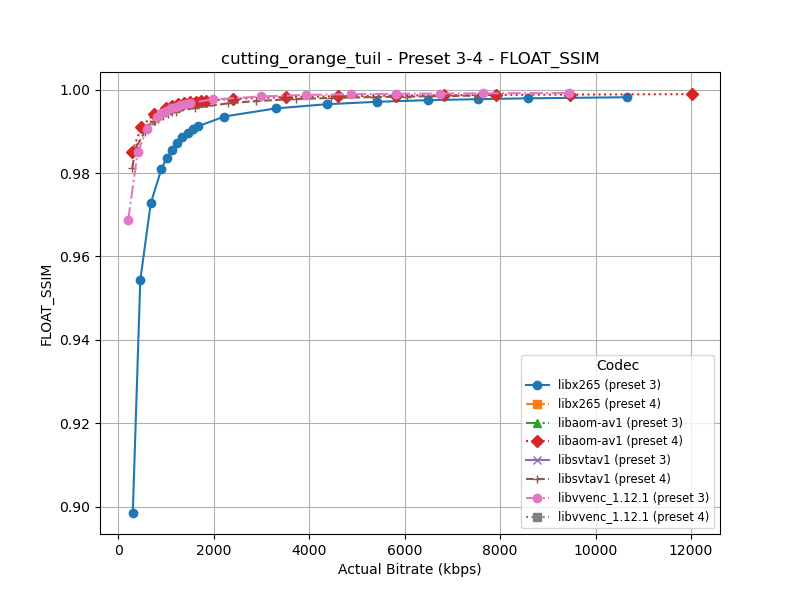 cutting_orange_tuil - Preset 3-4 - FLOAT_SSIM
FLOAT_SSIM
1.00
0.98
0.96
0.94
0.92
0.90
Codec
libx265 (preset 3)
libx265 (preset 4)
libaom-av1 (preset 3)
libaom-av1 (preset 4)
libsvtav1 (preset 3)
libsvtav1 (preset 4)
libvvenc_1.12.1 (preset 3)
libvvenc_1.12.1 (preset 4)
0 2000 4000 6000 8000 10000 12000
Actual Bitrate (kbps)